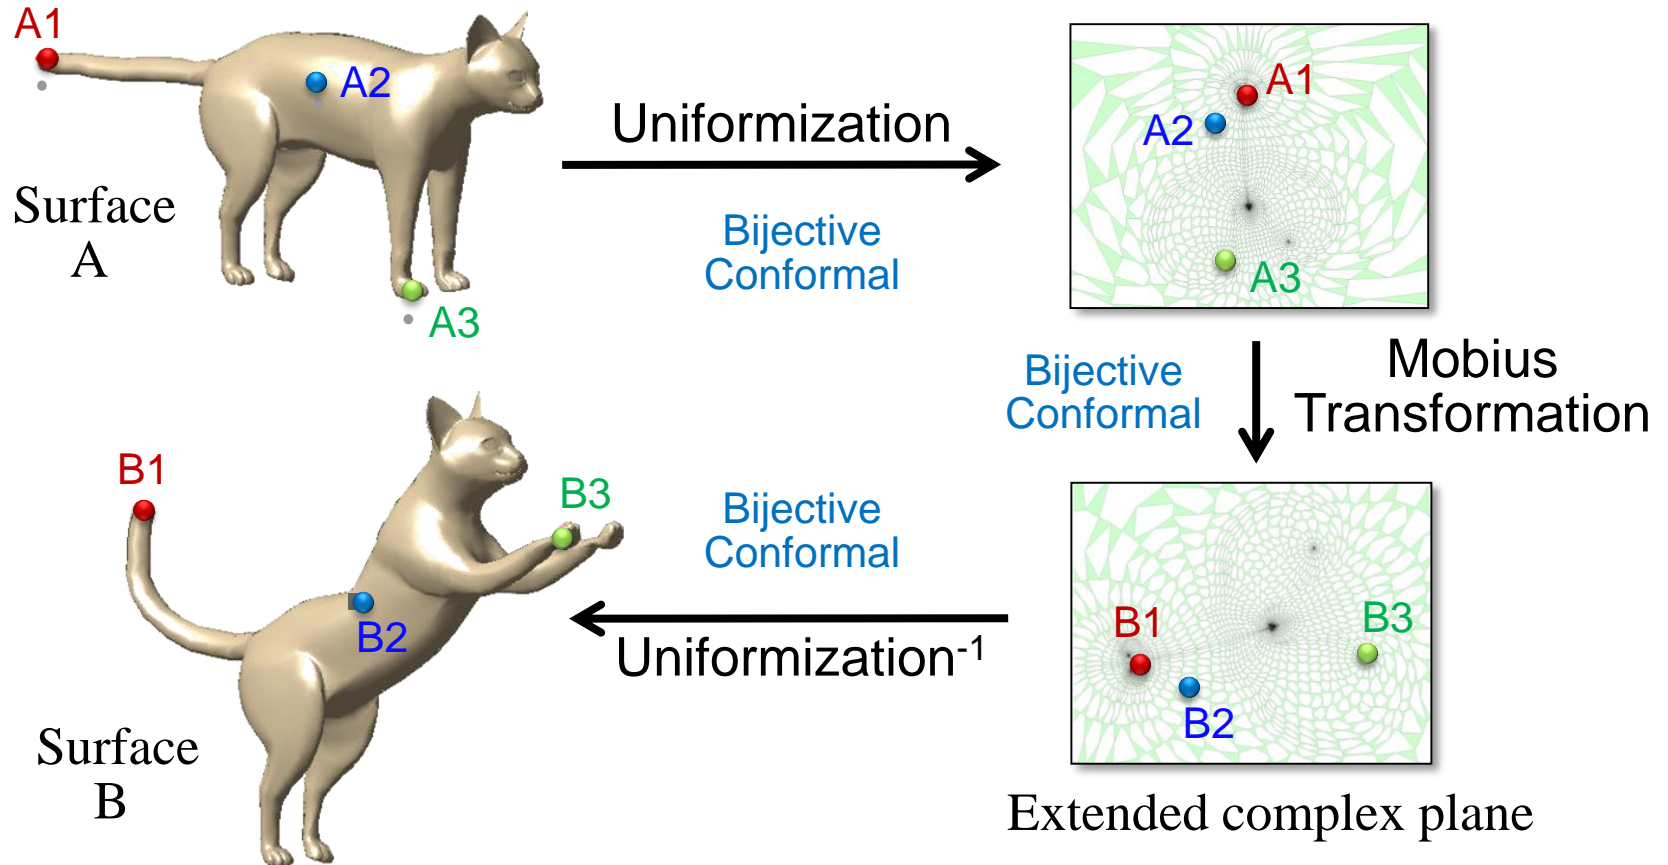 A1
A2
Surface
A
A3
Uniformization
Bijective
Conformal
A1
A2
A3
Bijective
Conformal
Mobius
Transformation
B1
B3
B2
Surface
B
Bijective
Conformal
Uniformization⁻¹
B1
B3
B2
Extended complex plane